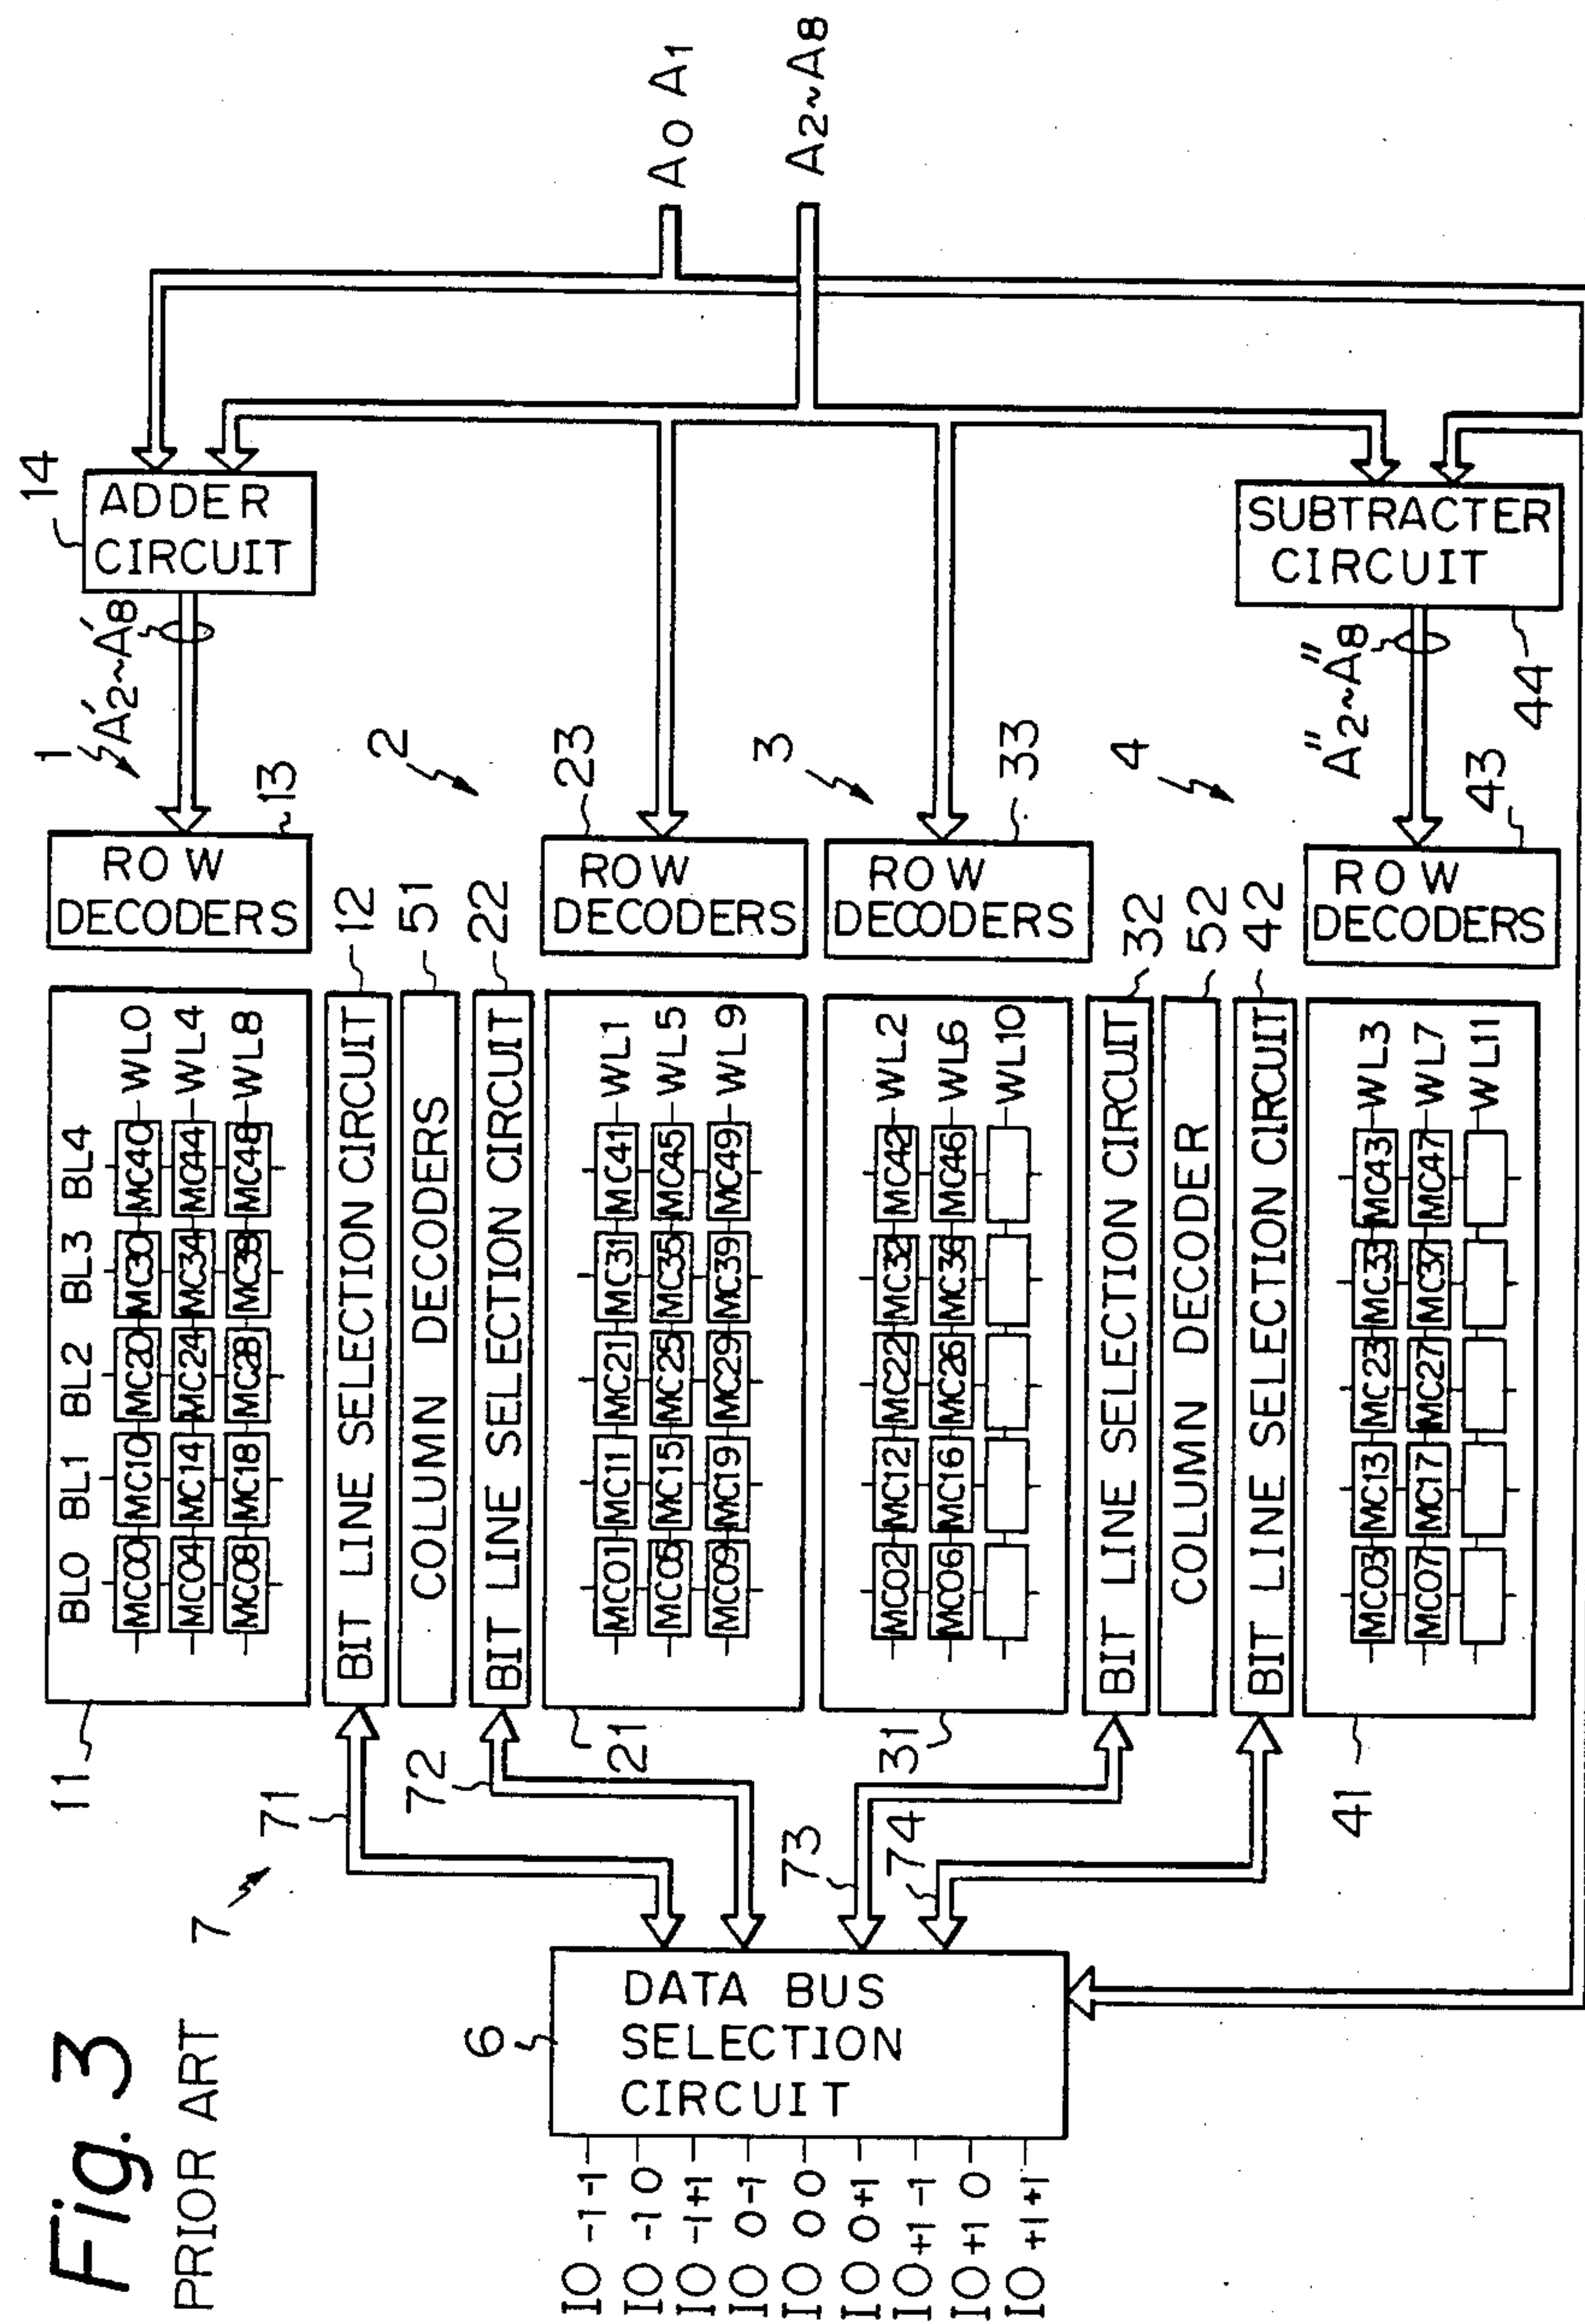 Fig. 3
PRIOR ART
7
11
71
72
21
73
74
31
41
6
DATA BUS
SELECTION
CIRCUIT
IO -1-1
IO -1 0
IO -1+1
IO 0-1
IO 0 0
IO 0+1
IO+1-1
IO+1 0
IO+1+1
BL0 BL1 BL2 BL3 BL4
MC00 MC10 MC20 MC30 MC40 WL0
MC04 MC14 MC24 MC34 MC44 WL4
MC08 MC18 MC28 MC38 MC48 WL8
BIT LINE SELECTION CIRCUIT 12
COLUMN DECODERS 51
BIT LINE SELECTION CIRCUIT 22
MC01 MC11 MC21 MC31 MC41 WL1
MC05 MC15 MC25 MC35 MC45 WL5
MC09 MC19 MC29 MC39 MC49 WL9
MC02 MC12 MC22 MC32 MC42 WL2
MC06 MC16 MC26 MC36 MC46 WL6
WL10
BIT LINE SELECTION CIRCUIT 32
COLUMN DECODER 52
BIT LINE SELECTION CIRCUIT 42
MC03 MC13 MC23 MC33 MC43 WL3
MC07 MC17 MC27 MC37 MC47 WL7
WL11
ROW
DECODERS
13
1
A'2~A'8
2
ROW
DECODERS
23
3
ROW
DECODERS
33
4
ROW
DECODERS
43
A"2~A"8
14
ADDER
CIRCUIT
SUBTRACTER
CIRCUIT
44
A0 A1
A2~A8